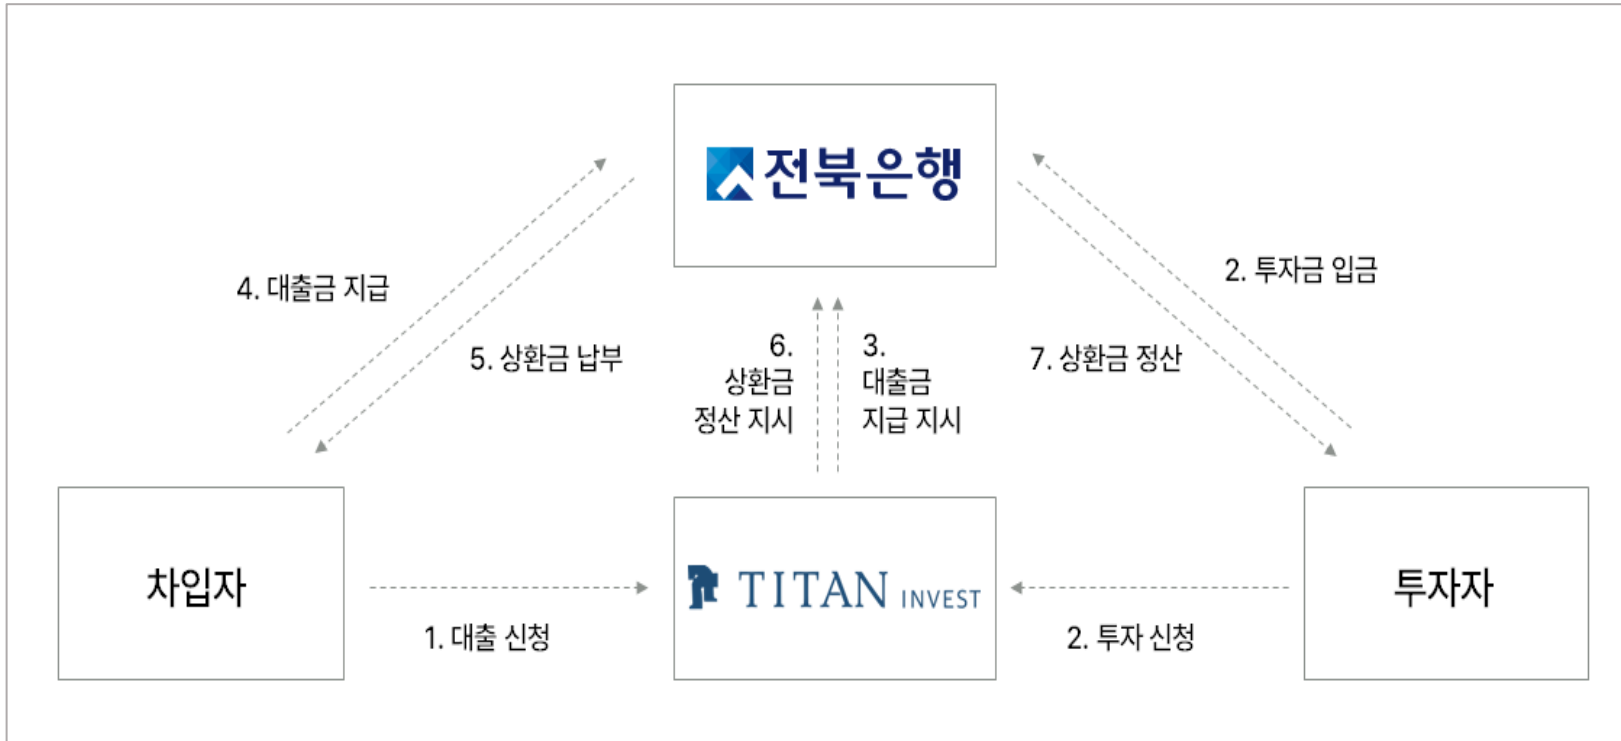 전북은행
4. 대출금 지급
2. 투자금 입금
5. 상환금 납부
6.
상환금
정산 지시
3.
대출금
지급 지시
7. 상환금 정산
차입자
TITAN INVEST
투자자
1. 대출 신청
2. 투자 신청